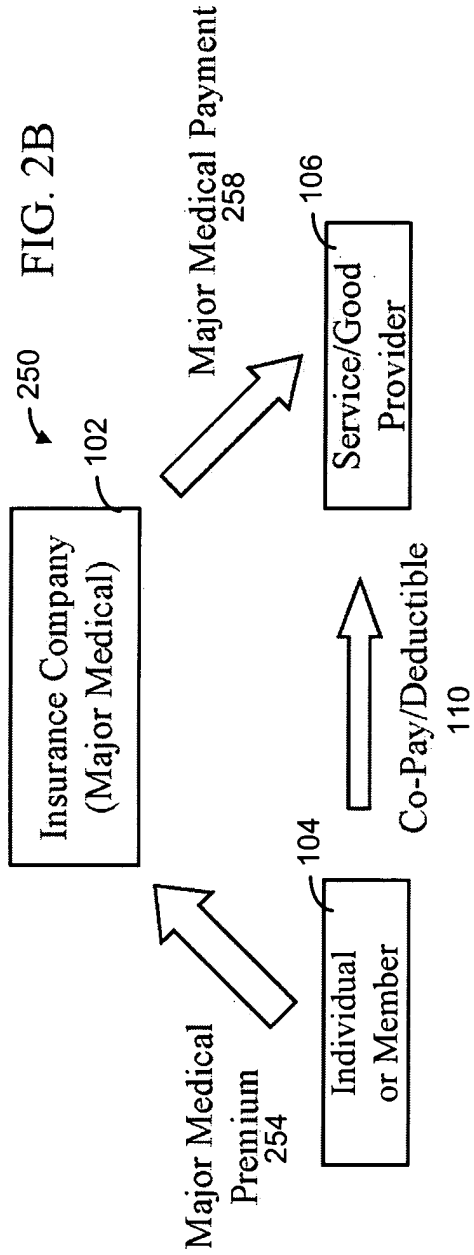 FIG. 2B
250
Insurance Company
(Major Medical)
102
Major Medical
Premium
254
Major Medical Payment
258
104
Individual
or Member
Co-Pay/Deductible
110
106
Service/Good
Provider